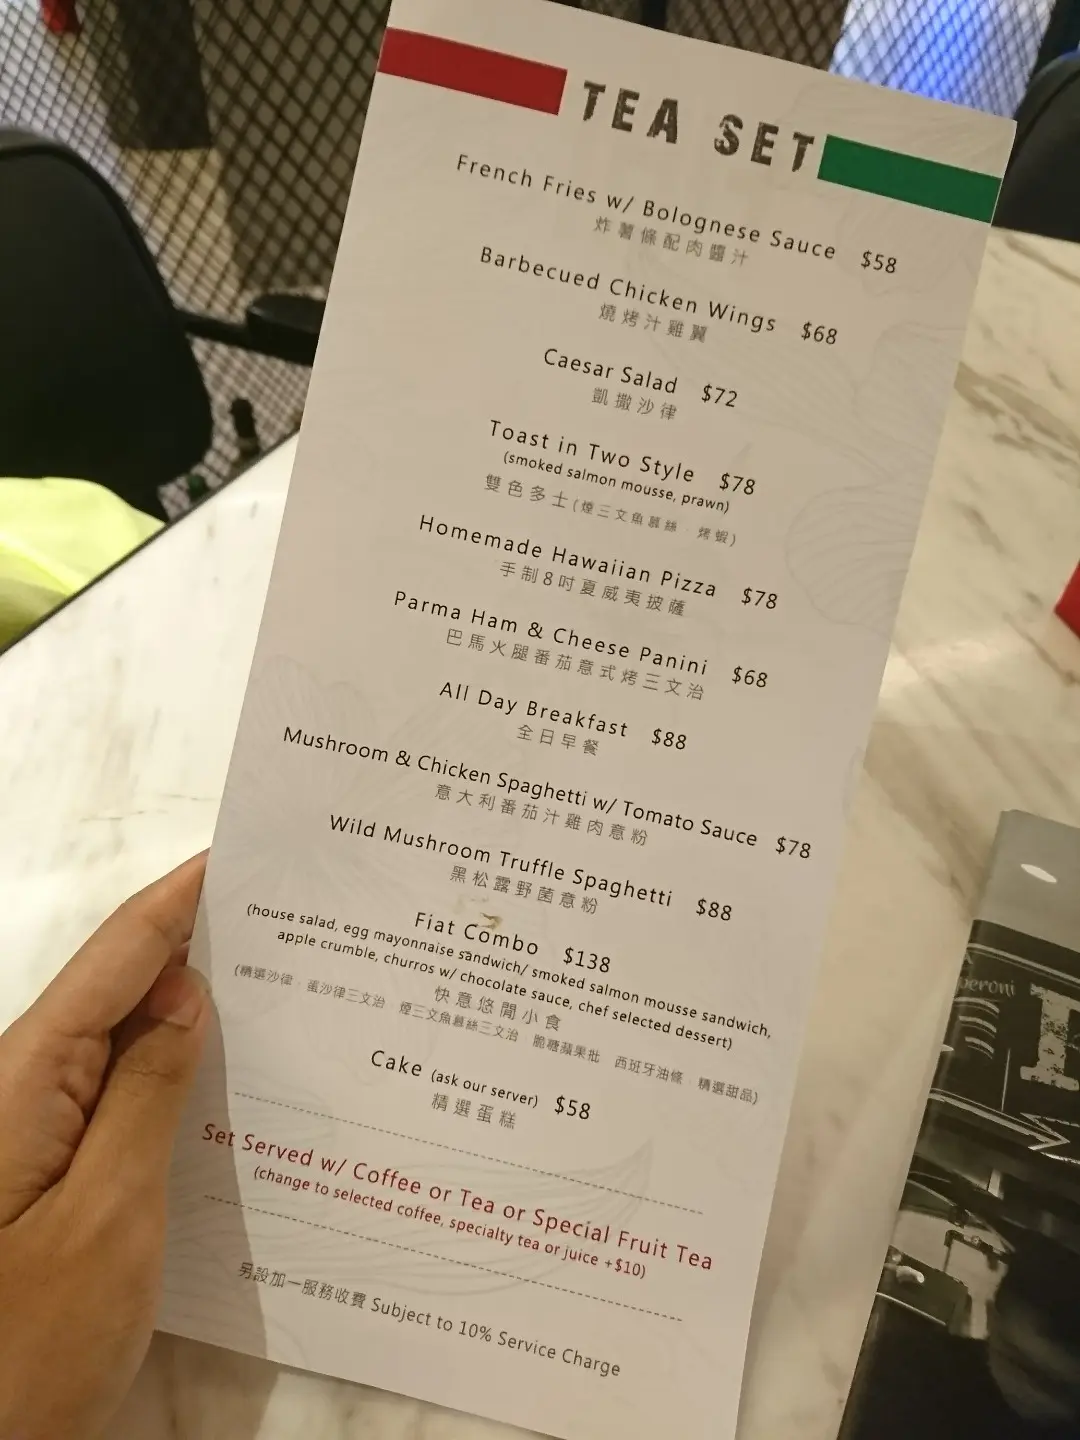 TEA SET
French Fries w/ Bolognese Sauce $58
炸薯條配肉醬汁
Barbecued Chicken Wings $68
燒烤汁雞翼
Caesar Salad $72
凱撒沙律
Toast in Two Style $78
(smoked salmon mousse, prawn)
雙色多士(煙三文魚慕絲 · 烤蝦)
Homemade Hawaiian Pizza $78
手制8吋夏威夷披薩
Parma Ham & Cheese Panini $68
巴馬火腿番茄意式烤三文治
All Day Breakfast $88
全日早餐
Mushroom & Chicken Spaghetti w/ Tomato Sauce $78
意大利番茄汁雞肉意粉
Wild Mushroom Truffle Spaghetti $88
黑松露野菌意粉
Fiat Combo $138
(house salad, egg mayonnaise sandwich/ smoked salmon mousse sandwich,
apple crumble, churros w/ chocolate sauce, chef selected dessert)
快意悠閒小食
(精選沙律 · 蛋沙律三文治 煙三文魚慕絲三文治 脆糖蘋果批 西班牙油條 · 精選甜品)
Cake (ask our server) $58
精選蛋糕
Set Served w/ Coffee or Tea or Special Fruit Tea
(change to selected coffee, specialty tea or juice +$10)
另設加一服務收費 Subject to 10% Service Charge
peroni